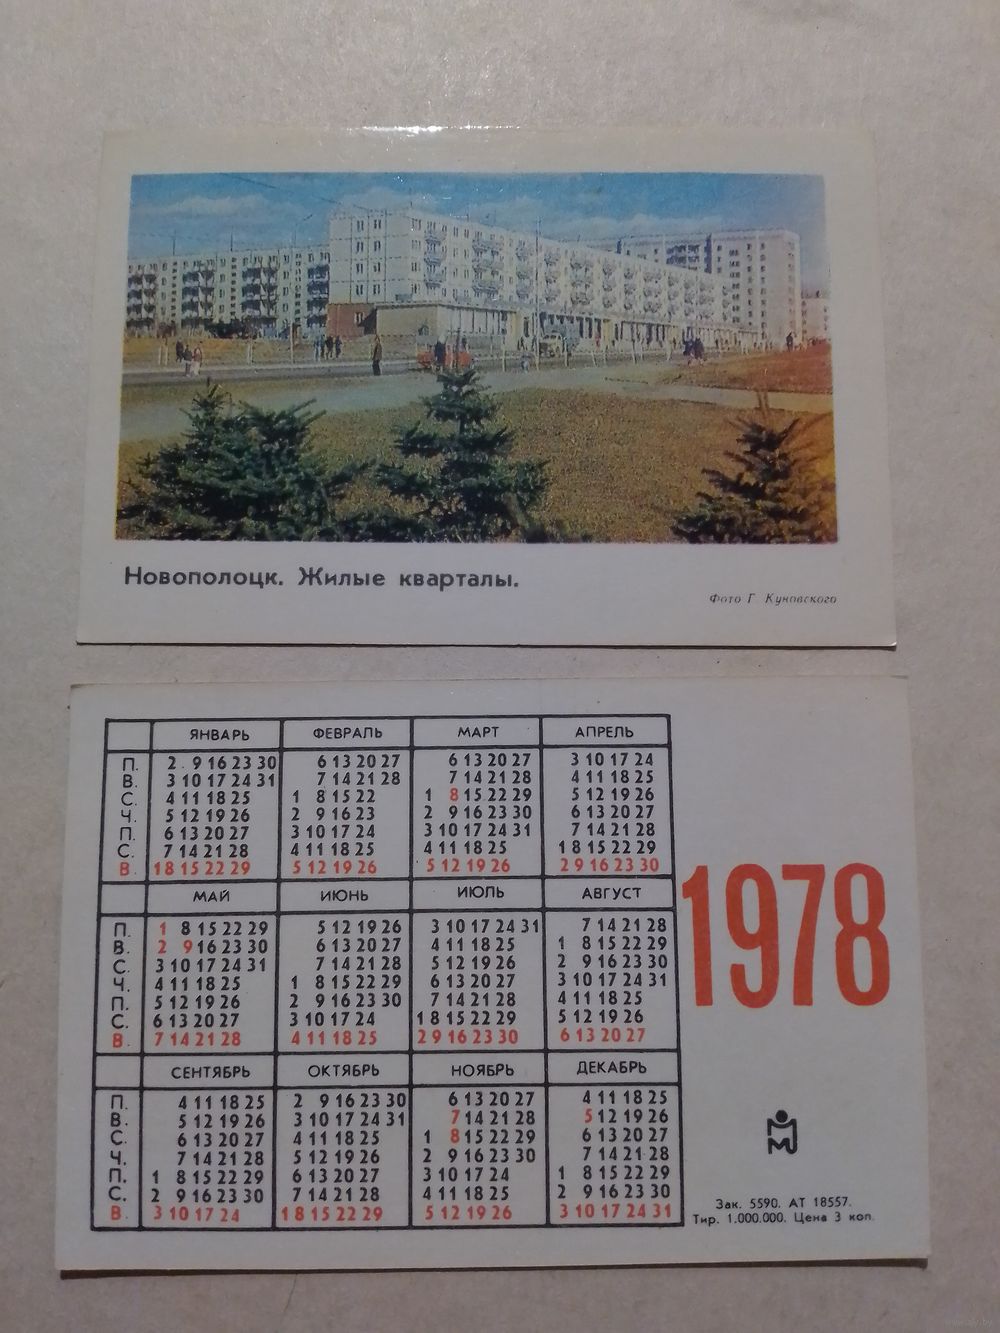 Новополоцк. Жилые кварталы.
Фото Г. Куновского
ЯНВАРЬ ФЕВРАЛЬ МАРТ АПРЕЛЬ
П. 2 9 16 23 30 6 13 20 27 6 13 20 27 3 10 17 24
В. 3 10 17 24 31 7 14 21 28 7 14 21 28 4 11 18 25
С. 4 11 18 25 1 8 15 22 1 8 15 22 29 5 12 19 26
Ч. 5 12 19 26 2 9 16 23 2 9 16 23 30 6 13 20 27
П. 6 13 20 27 3 10 17 24 3 10 17 24 31 7 14 21 28
С. 7 14 21 28 4 11 18 25 4 11 18 25 1 8 15 22 29
В. 1 8 15 22 29 5 12 19 26 5 12 19 26 2 9 16 23 30
МАЙ ИЮНЬ ИЮЛЬ АВГУСТ
П. 1 8 15 22 29 5 12 19 26 3 10 17 24 31 7 14 21 28
В. 2 9 16 23 30 6 13 20 27 4 11 18 25 1 8 15 22 29
С. 3 10 17 24 31 7 14 21 28 5 12 19 26 2 9 16 23 30
Ч. 4 11 18 25 1 8 15 22 29 6 13 20 27 3 10 17 24 31
П. 5 12 19 26 2 9 16 23 30 7 14 21 28 4 11 18 25
С. 6 13 20 27 3 10 17 24 1 8 15 22 29 5 12 19 26
В. 7 14 21 28 4 11 18 25 2 9 16 23 30 6 13 20 27
СЕНТЯБРЬ ОКТЯБРЬ НОЯБРЬ ДЕКАБРЬ
П. 4 11 18 25 2 9 16 23 30 6 13 20 27 4 11 18 25
В. 5 12 19 26 3 10 17 24 31 7 14 21 28 5 12 19 26
С. 6 13 20 27 4 11 18 25 1 8 15 22 29 6 13 20 27
Ч. 7 14 21 28 5 12 19 26 2 9 16 23 30 7 14 21 28
П. 1 8 15 22 29 6 13 20 27 3 10 17 24 1 8 15 22 29
С. 2 9 16 23 30 7 14 21 28 4 11 18 25 2 9 16 23 30
В. 3 10 17 24 1 8 15 22 29 5 12 19 26 3 10 17 24 31
1978
Зак. 5590. АТ 18557.
Тир. 1.000.000. Цена 3 коп.